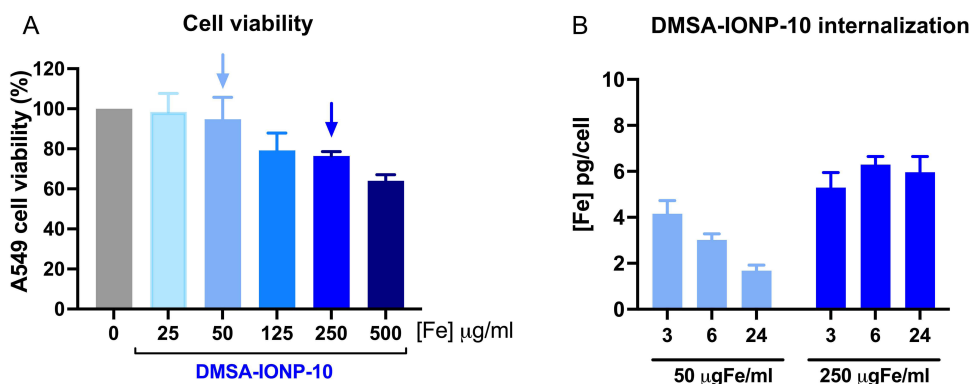 A
Cell viability
A549 cell viability (%)
120
100
80
60
40
20
0
0 25 50 125 250 500 [Fe] µg/ml
DMSA-IONP-10
B
DMSA-IONP-10 internalization
[Fe] pg/cell
10
8
6
4
2
0
3 6 24 3 6 24
50 µgFe/ml 250 µgFe/ml